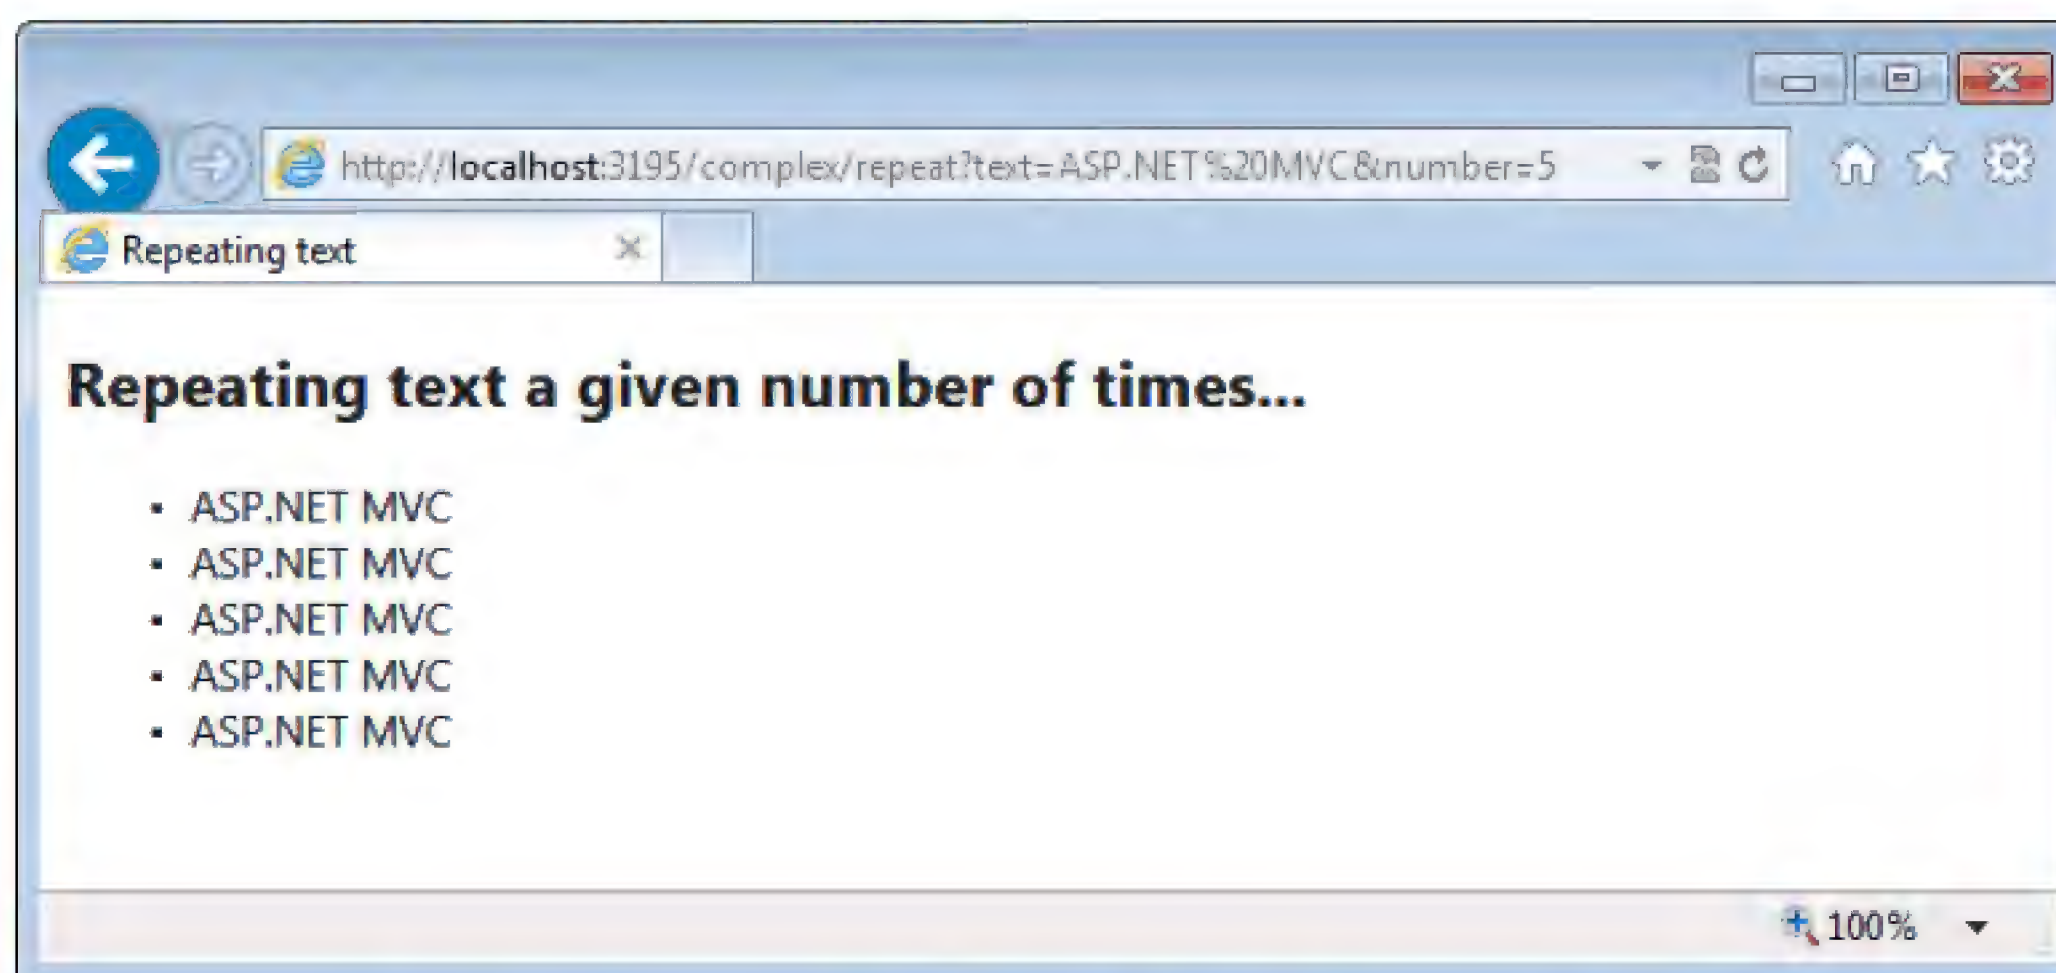 http://localhost:3195/complex/repeat?text=ASP.NET%20MVC&number=5
Repeating text
Repeating text a given number of times...
▪ ASP.NET MVC
▪ ASP.NET MVC
▪ ASP.NET MVC
▪ ASP.NET MVC
▪ ASP.NET MVC
100%